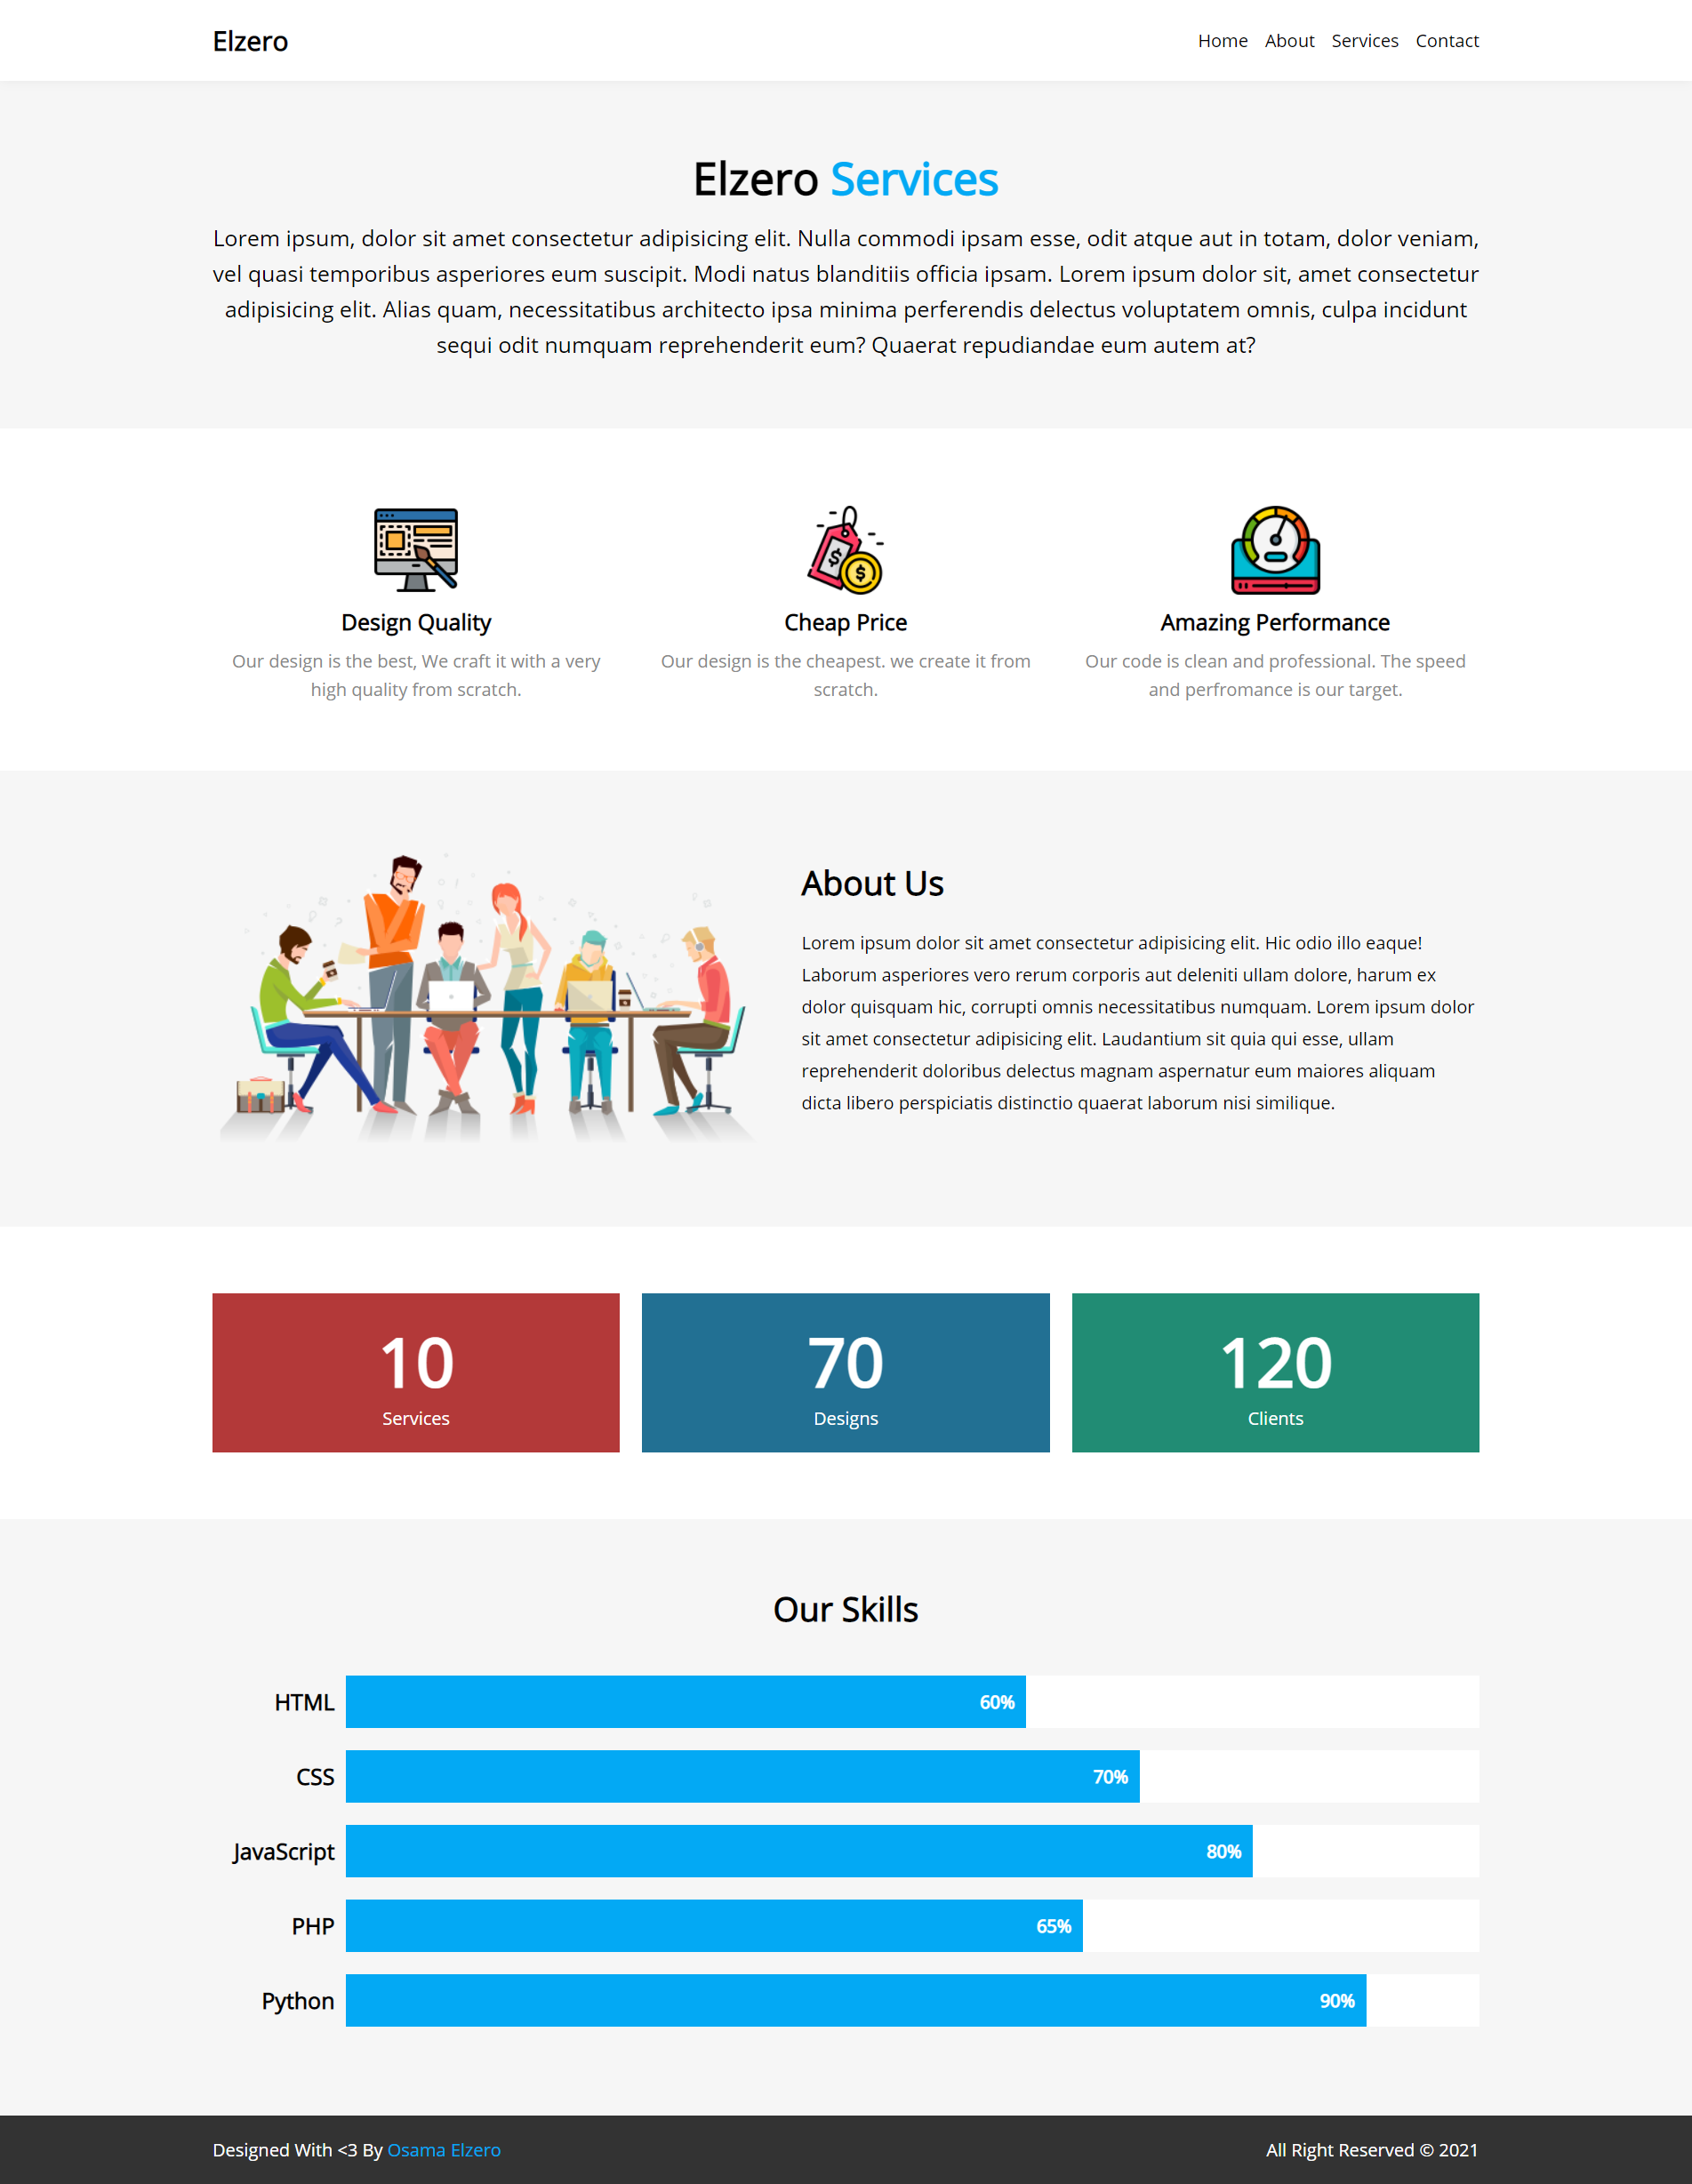 Elzero
Home About Services Contact
Elzero Services
Lorem ipsum, dolor sit amet consectetur adipisicing elit. Nulla commodi ipsam esse, odit atque aut in totam, dolor veniam,
vel quasi temporibus asperiores eum suscipit. Modi natus blanditiis officia ipsam. Lorem ipsum dolor sit, amet consectetur
adipisicing elit. Alias quam, necessitatibus architecto ipsa minima perferendis delectus voluptatem omnis, culpa incidunt
sequi odit numquam reprehenderit eum? Quaerat repudiandae eum autem at?
Design Quality
Our design is the best, We craft it with a very
high quality from scratch.
Cheap Price
Our design is the cheapest. we create it from
scratch.
Amazing Performance
Our code is clean and professional. The speed
and perfromance is our target.
About Us
Lorem ipsum dolor sit amet consectetur adipisicing elit. Hic odio illo eaque!
Laborum asperiores vero rerum corporis aut deleniti ullam dolore, harum ex
dolor quisquam hic, corrupti omnis necessitatibus numquam. Lorem ipsum dolor
sit amet consectetur adipisicing elit. Laudantium sit quia qui esse, ullam
reprehenderit doloribus delectus magnam aspernatur eum maiores aliquam
dicta libero perspiciatis distinctio quaerat laborum nisi similique.
10
Services
70
Designs
120
Clients
Our Skills
HTML 60%
CSS 70%
JavaScript 80%
PHP 65%
Python 90%
Designed With <3 By Osama Elzero
All Right Reserved © 2021